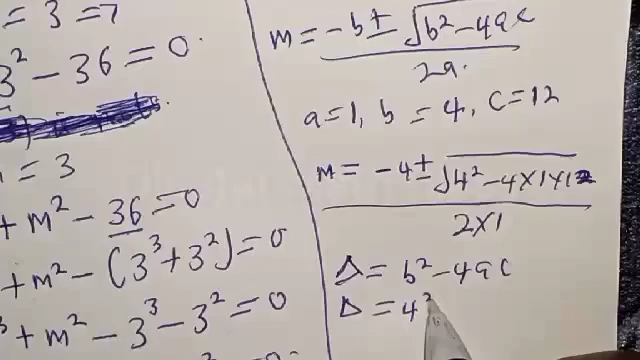 = 3 = 7
3² - 36 = 0.
= 3
+ m² - 36 = 0
+ m² - (3³ + 3²) = 0
³ + m² - 3³ - 3² = 0
m = -b ± √b² - 4ac
2a.
a = 1, b = 4, C = 12
m = -4 ± √4² - 4×1×12
2×1
Δ = b² - 4ac
Δ = 4²